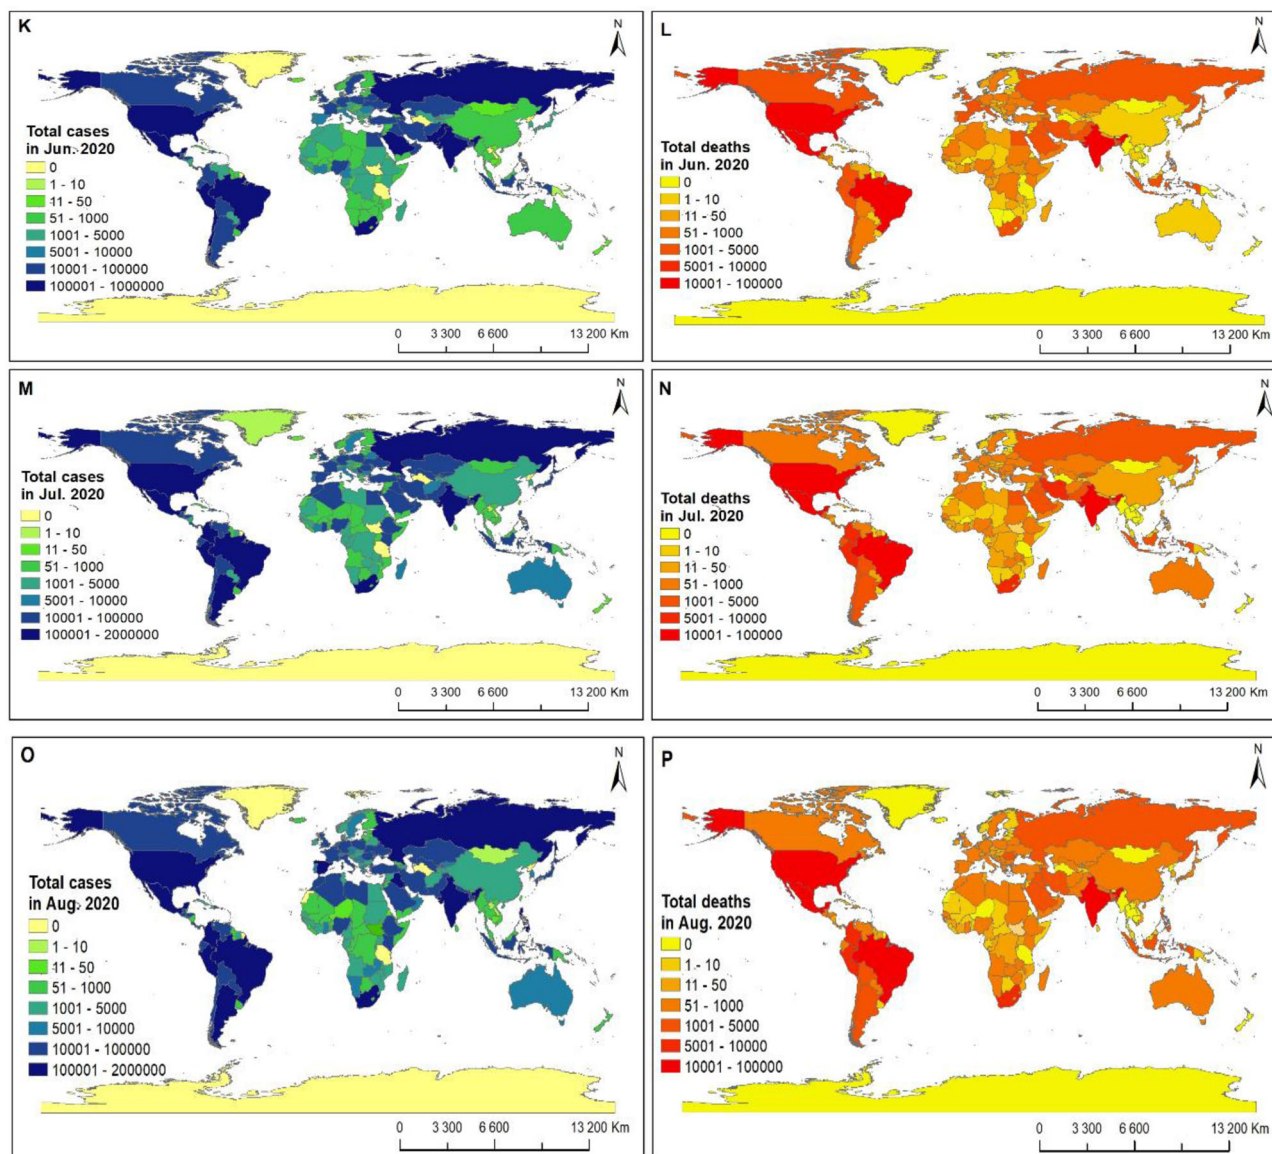 K
N
Total cases
in Jun. 2020
0
1 - 10
11 - 50
51 - 1000
1001 - 5000
5001 - 10000
10001 - 100000
100001 - 1000000
0 3 300 6 600 13 200 Km
L
N
Total deaths
in Jun. 2020
0
1 - 10
11 - 50
51 - 1000
1001 - 5000
5001 - 10000
10001 - 100000
0 3 300 6 600 13 200 Km
M
N
Total cases
in Jul. 2020
0
1 - 10
11 - 50
51 - 1000
1001 - 5000
5001 - 10000
10001 - 100000
100001 - 2000000
0 3 300 6 600 13 200 Km
N
N
Total deaths
in Jul. 2020
0
1 - 10
11 - 50
51 - 1000
1001 - 5000
5001 - 10000
10001 - 100000
0 3 300 6 600 13 200 Km
O
N
Total cases
in Aug. 2020
0
1 - 10
11 - 50
51 - 1000
1001 - 5000
5001 - 10000
10001 - 100000
100001 - 2000000
0 3 300 6 600 13 200 Km
P
N
Total deaths
in Aug. 2020
0
1 - 10
11 - 50
51 - 1000
1001 - 5000
5001 - 10000
10001 - 100000
0 3 300 6 600 13 200 Km